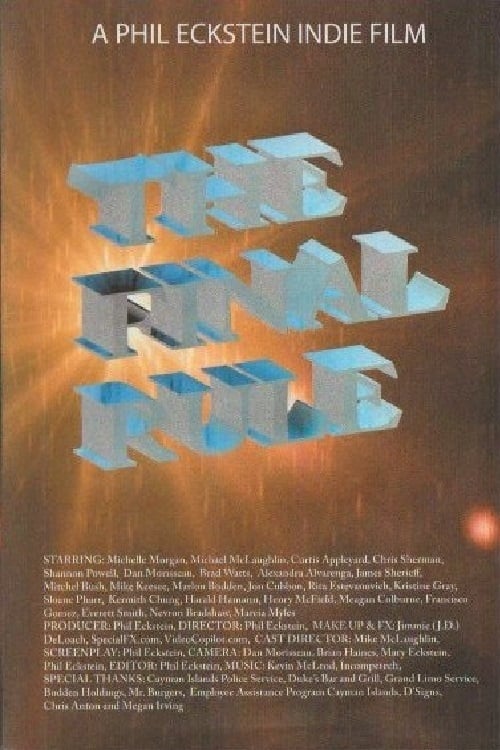 A PHIL ECKSTEIN INDIE FILM
THE
FINAL
RULE
STARRING: Michelle Morgan, Michael McLaughlin, Curtis Appleyard, Chris Sherman,
Shannon Powell, Dan Morisseau, Brad Watts, Alexandra Alvarenga, James
Mitchel Bush, Mike Keesee, Marlon Bodden, Jon Culshon, Rita Estevanovich, Kristine Gray,
Sloane Phure, Kenneth Chung, Harald Hamann, Henry McField, Meagan Colburne, Francisco
Gomez, Everett Smith, Nevron Bradshaw, Marcia Myles
PRODUCER: Phil Eckstein, DIRECTOR: Phil Eckstein, MAKE UP & FX: Jimmie (J.D.)
DeLoach, SpecialFX.com, VideoCopilot.com, CAST DIRECTOR: Mike McLaughlin,
SCREENPLAY: Phil Eckstein, CAMERA: Dan Morisseau, Brian Haines, Mary Eckstein,
Phil Eckstein, EDITOR: Phil Eckstein, MUSIC: Kevin McLeod, Incompetech,
SPECIAL THANKS: Cayman Islands Police Service, Duke's Bar and Grill, Grand Limo Service,
Bodden Holdings, Mr. Burgers, Employee Assistance Program Cayman Islands, D'Signs,
Chris Anton and Megan Irving